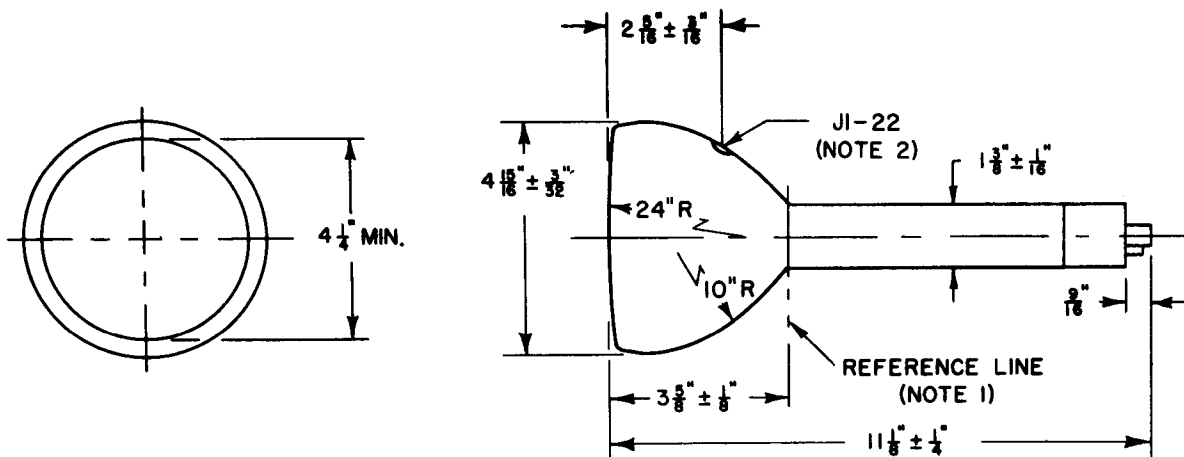 2 5/16" ± 3/16"
J1-22
(NOTE 2)
1 3/8" ± 1/16"
4 15/16" ± 3/32"
4 1/4" MIN.
24" R
10" R
9/16"
REFERENCE LINE
(NOTE 1)
3 5/8" ± 1/8"
11 1/8" ± 1/4"